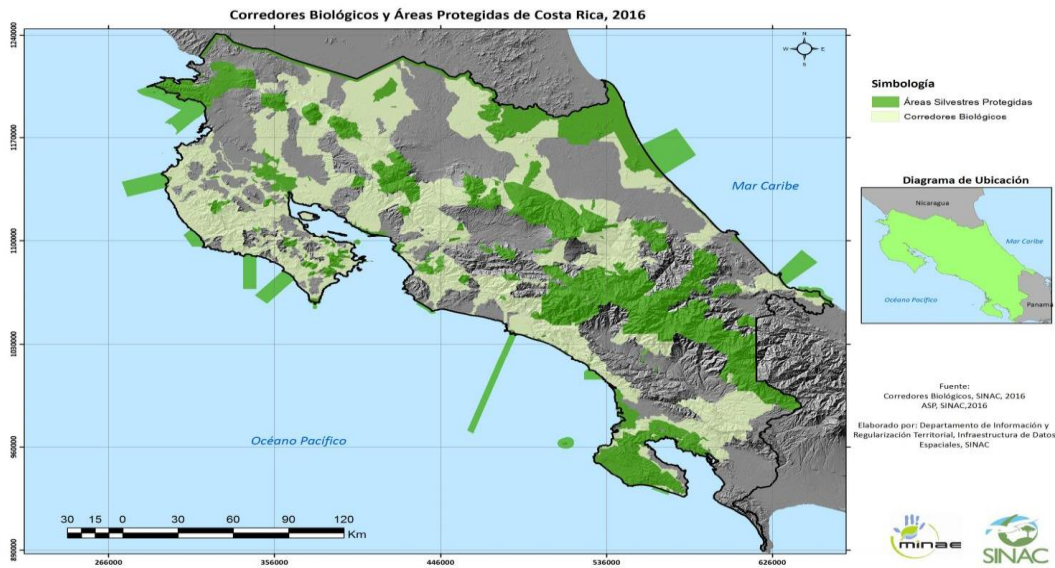 Corredores Biológicos y Áreas Protegidas de Costa Rica, 2016
1240000
1170000
1100000
1030000
960000
890000
N
W
E
S
Mar Caribe
Océano Pacífico
30 15 0 30 60 90 120
Km
266000 356000 446000 536000 626000
Simbología
Áreas Silvestres Protegidas
Corredores Biológicos
Diagrama de Ubicación
Nicaragua
Mar Caribe
Océano Pacífico
Panamá
Fuente:
Corredores Biológicos, SINAC, 2016
ASP, SINAC,2016
Elaborado por: Departamento de Información y
Regularización Territorial, Infraestructura de Datos
Espaciales, SINAC
minae
SINAC